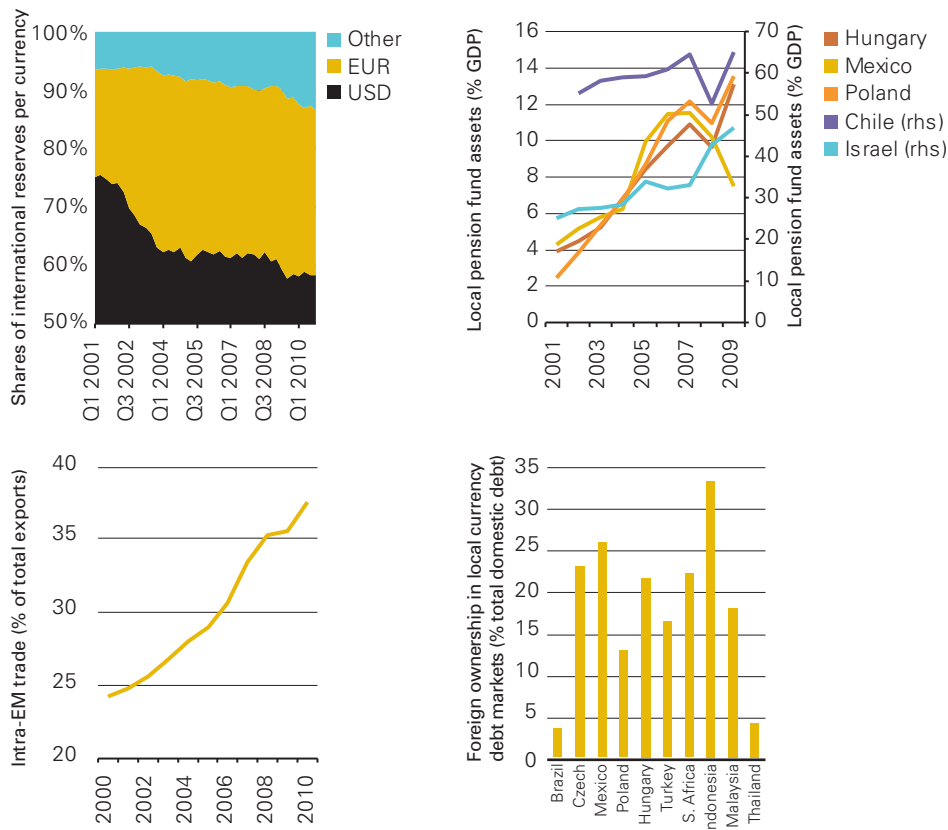 Shares of international reserves per currency
100%
90%
80%
70%
60%
50%
Q1 2001
Q3 2002
Q1 2004
Q3 2005
Q1 2007
Q3 2008
Q1 2010
Other
EUR
USD
Local pension fund assets (% GDP)
16
14
12
10
8
6
4
2
0
2001
2003
2005
2007
2009
70
60
50
40
30
20
10
0
Local pension fund assets (% GDP)
Hungary
Mexico
Poland
Chile (rhs)
Israel (rhs)
Intra-EM trade (% of total exports)
40
35
30
25
20
2000
2002
2004
2006
2008
2010
Foreign ownership in local currency
debt markets (% total domestic debt)
35
30
25
20
15
10
5
0
Brazil
Czech
Mexico
Poland
Hungary
Turkey
S. Africa
Indonesia
Malaysia
Thailand